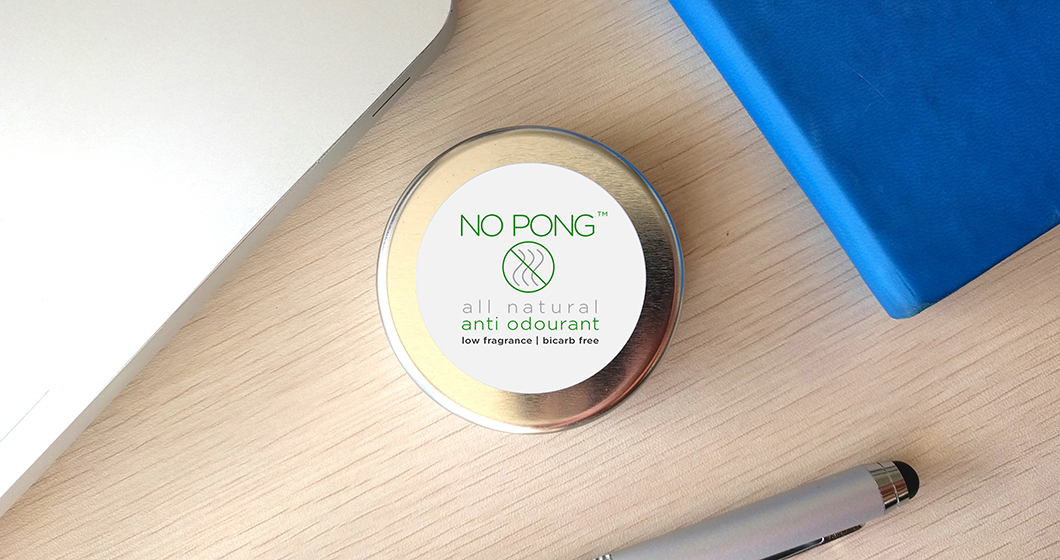 NO PONG™
all natural
anti odourant
low fragrance | bicarb free